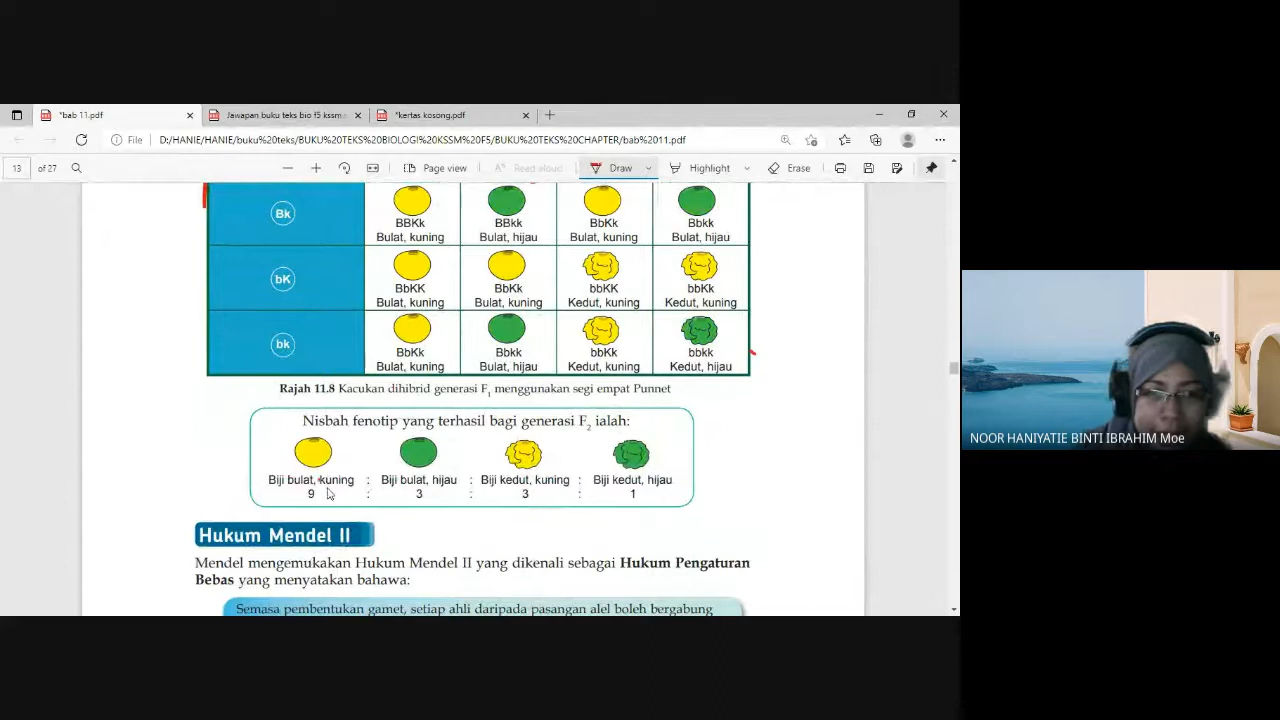 *bab 11.pdf
Jawapan buku teks bio f5 kssm
*kertas kosong.pdf
File
D:/HANIE/HANIE/buku%20teks/BUKU%20TEKS%20BIOLOGI%20KSSM%20F5/BUKU%20TEKS%20CHAPTER/bab%2011.pdf
13 of 27
Page view
Read aloud
Draw
Highlight
Erase
Bk
BBKk
Bulat, kuning
BBkk
Bulat, hijau
BbKk
Bulat, kuning
Bbkk
Bulat, hijau
bK
BbKK
Bulat, kuning
BbKk
Bulat, kuning
bbKK
Kedut, kuning
bbKk
Kedut, kuning
bk
BbKk
Bulat, kuning
Bbkk
Bulat, hijau
bbKk
Kedut, kuning
bbkk
Kedut, hijau
Rajah 11.8 Kacukan dihibrid generasi F1 menggunakan segi empat Punnet
Nisbah fenotip yang terhasil bagi generasi F2 ialah:
Biji bulat, kuning : Biji bulat, hijau : Biji kedut, kuning : Biji kedut, hijau
9 : 3 : 3 : 1
Hukum Mendel II
Mendel mengemukakan Hukum Mendel II yang dikenali sebagai Hukum Pengaturan
Bebas yang menyatakan bahawa:
Semasa pembentukan gamet, setiap ahli daripada pasangan alel boleh bergabung
NOOR HANIYATIE BINTI IBRAHIM Moe